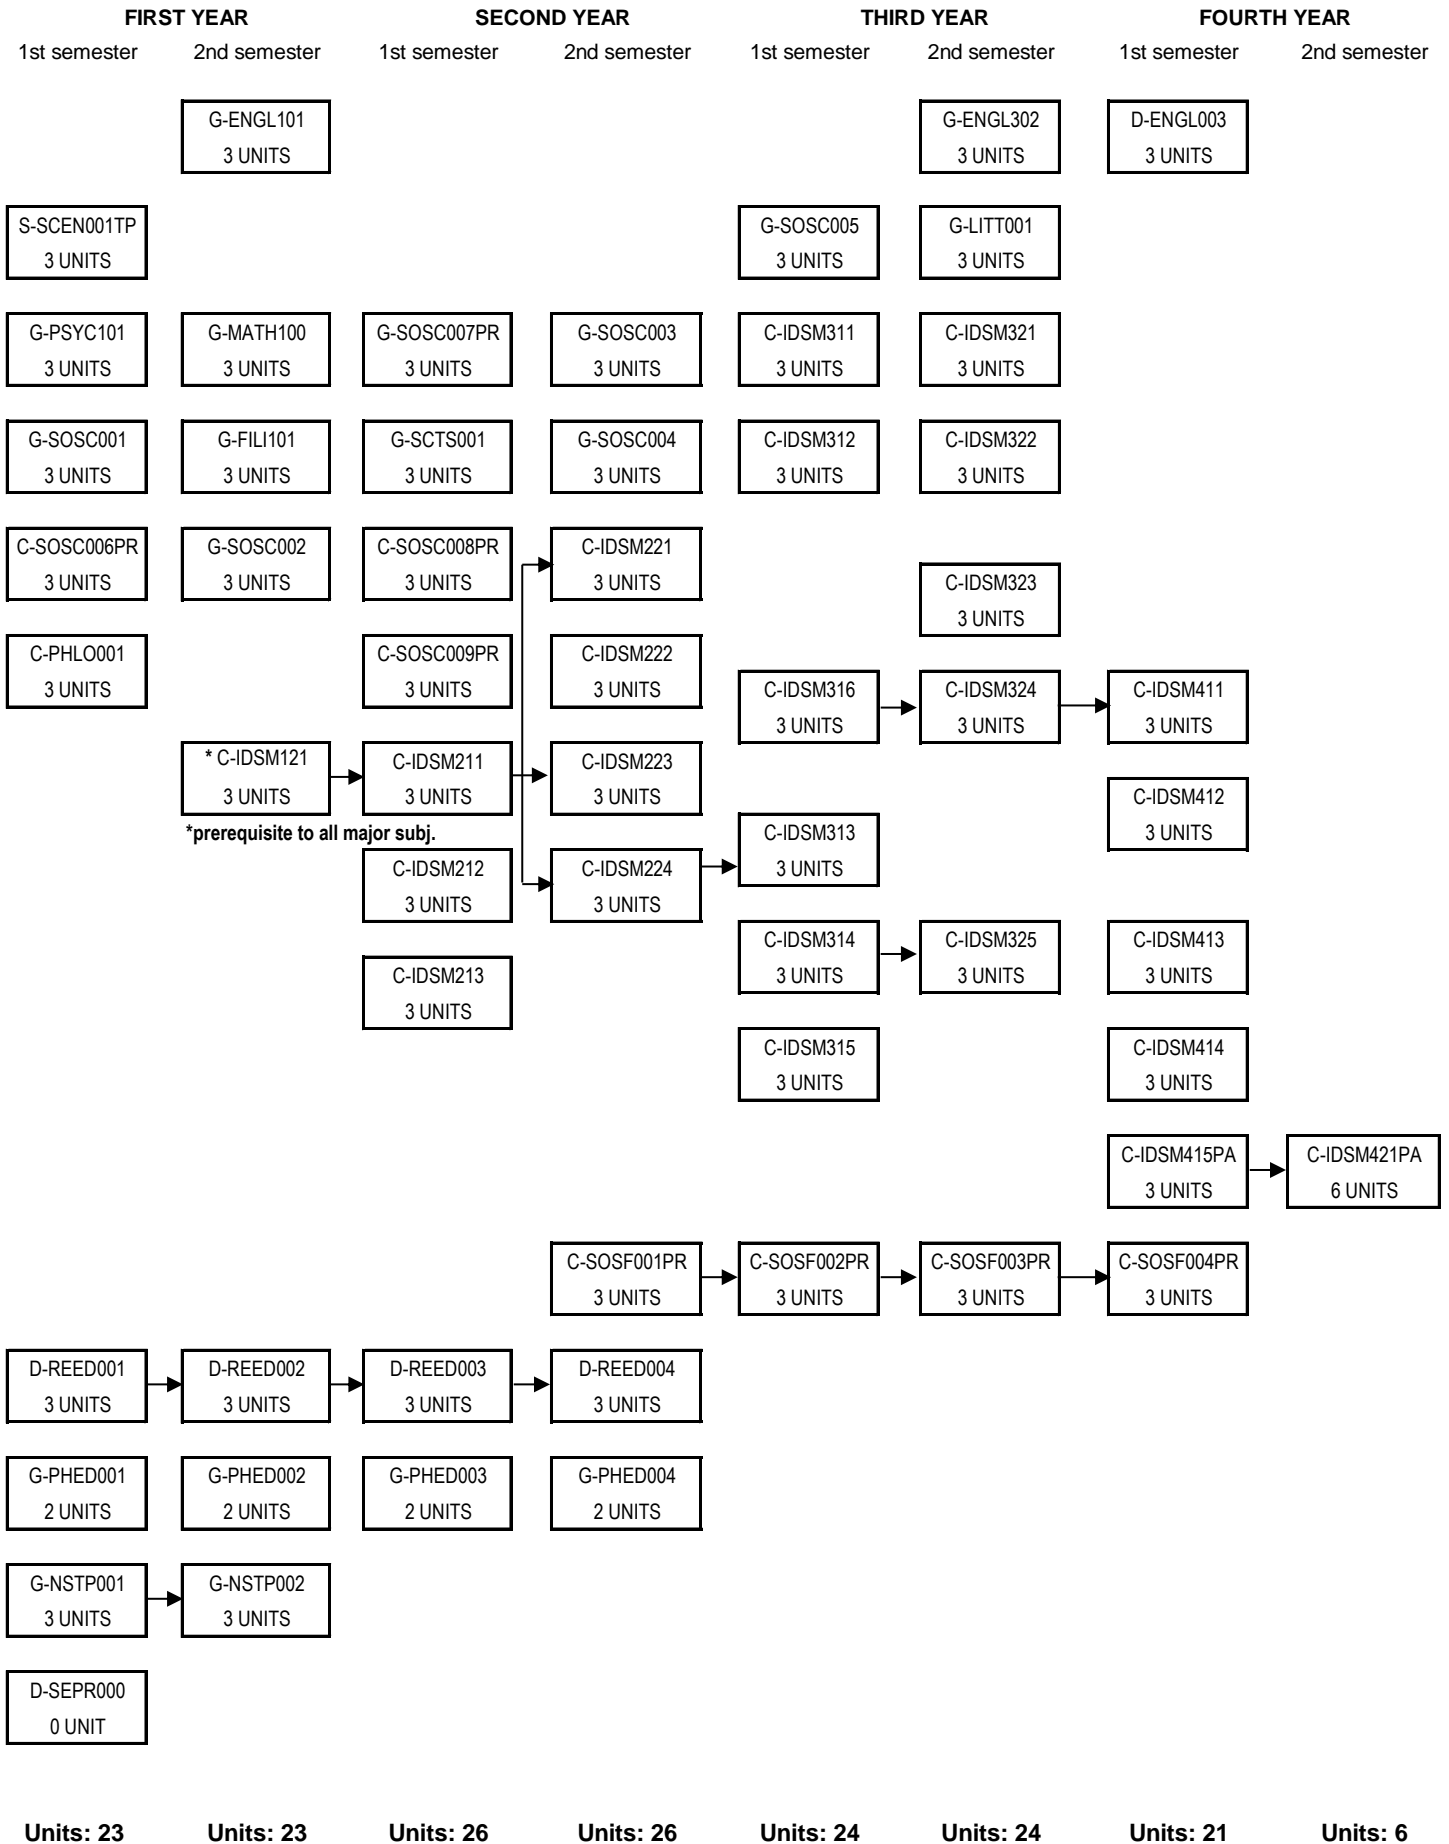 FIRST YEAR SECOND YEAR THIRD YEAR FOURTH YEAR
1st semester 2nd semester 1st semester 2nd semester 1st semester 2nd semester 1st semester 2nd semester
G-ENGL101 G-ENGL302 D-ENGL003
3 UNITS 3 UNITS 3 UNITS
S-SCEN001TP G-SOSC005 G-LITT001
3 UNITS 3 UNITS 3 UNITS
G-PSYC101 G-MATH100 G-SOSC007PR G-SOSC003 C-IDSM311 C-IDSM321
3 UNITS 3 UNITS 3 UNITS 3 UNITS 3 UNITS 3 UNITS
G-SOSC001 G-FILI101 G-SCTS001 G-SOSC004 C-IDSM312 C-IDSM322
3 UNITS 3 UNITS 3 UNITS 3 UNITS 3 UNITS 3 UNITS
C-SOSC006PR G-SOSC002 C-SOSC008PR C-IDSM221
3 UNITS 3 UNITS 3 UNITS 3 UNITS
C-IDSM323
3 UNITS
C-PHLO001 C-SOSC009PR C-IDSM222
3 UNITS 3 UNITS 3 UNITS
C-IDSM316 C-IDSM324 C-IDSM411
3 UNITS 3 UNITS 3 UNITS
* C-IDSM121 C-IDSM211 C-IDSM223
3 UNITS 3 UNITS 3 UNITS
C-IDSM412
3 UNITS
*prerequisite to all major subj.
C-IDSM313
3 UNITS
C-IDSM212 C-IDSM224
3 UNITS 3 UNITS
C-IDSM314 C-IDSM325 C-IDSM413
3 UNITS 3 UNITS 3 UNITS
C-IDSM213
3 UNITS
C-IDSM315 C-IDSM414
3 UNITS 3 UNITS
C-IDSM415PA C-IDSM421PA
3 UNITS 6 UNITS
C-SOSF001PR C-SOSF002PR C-SOSF003PR C-SOSF004PR
3 UNITS 3 UNITS 3 UNITS 3 UNITS
D-REED001 D-REED002 D-REED003 D-REED004
3 UNITS 3 UNITS 3 UNITS 3 UNITS
G-PHED001 G-PHED002 G-PHED003 G-PHED004
2 UNITS 2 UNITS 2 UNITS 2 UNITS
G-NSTP001 G-NSTP002
3 UNITS 3 UNITS
D-SEPR000
0 UNIT
Units: 23 Units: 23 Units: 26 Units: 26 Units: 24 Units: 24 Units: 21 Units: 6